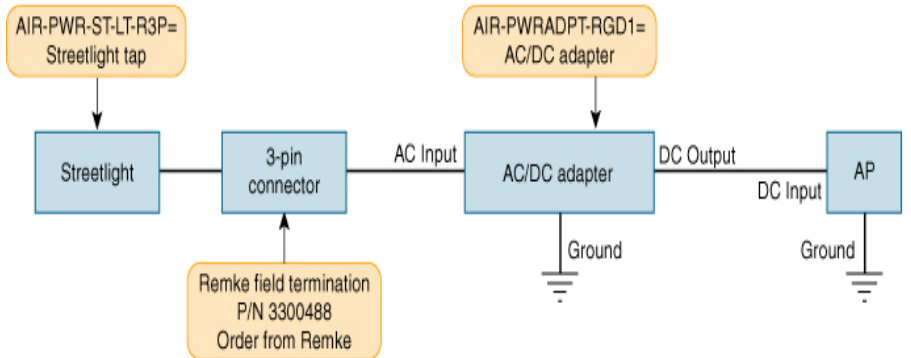 AIR-PWR-ST-LT-R3P=
Streetlight tap
AIR-PWRADPT-RGD1=
AC/DC adapter
Streetlight
3-pin
connector
AC Input
AC/DC adapter
DC Output
DC Input
AP
Ground
Ground
Remke field termination
P/N 3300488
Order from Remke